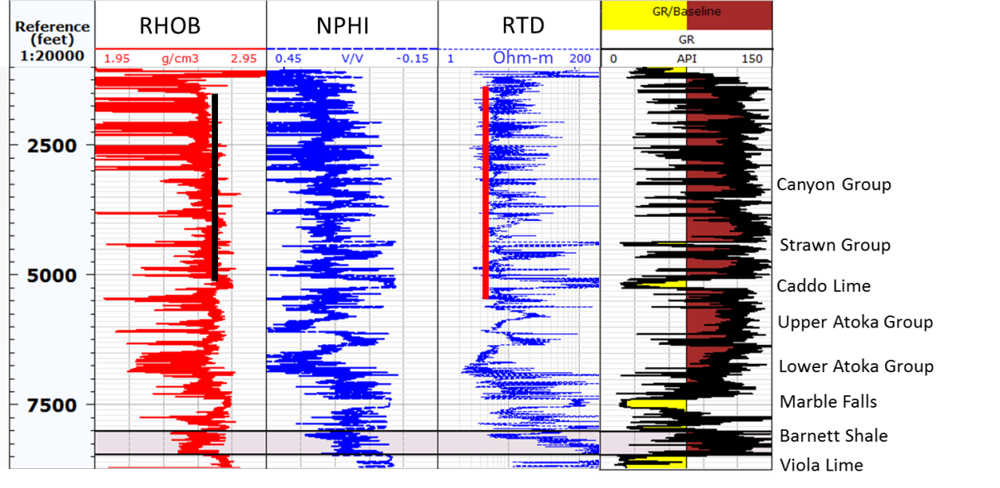 Reference
(feet)
1:20000
RHOB
1.95 g/cm3 2.95
NPHI
0.45 V/V -0.15
RTD
1 Ohm-m 200
GR/Baseline
GR
0 API 150
2500
Canyon Group
Strawn Group
5000
Caddo Lime
Upper Atoka Group
Lower Atoka Group
7500
Marble Falls
Barnett Shale
Viola Lime